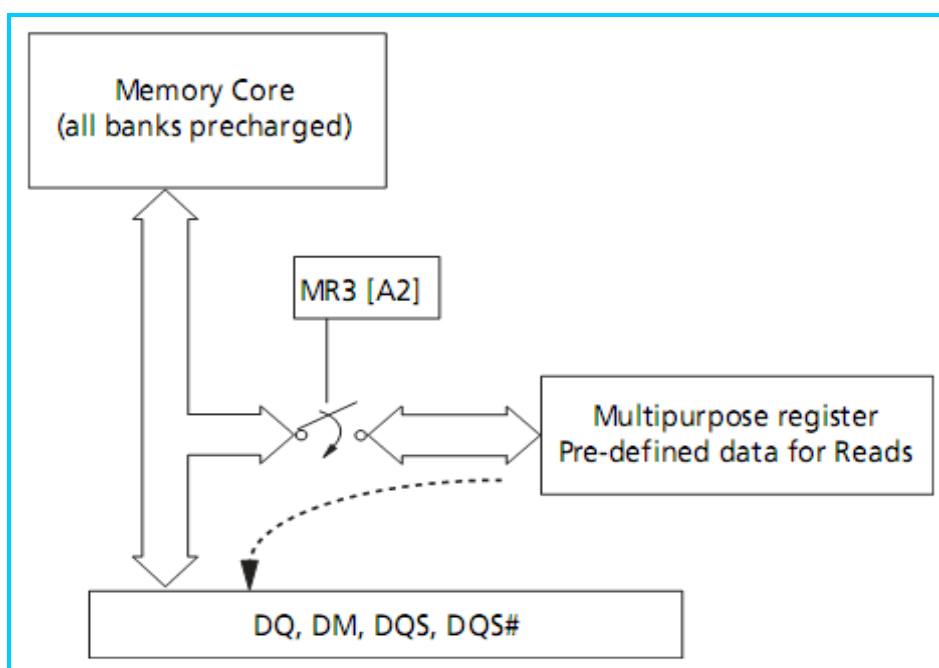 Memory Core
(all banks precharged)
MR3 [A2]
Multipurpose register
Pre-defined data for Reads
DQ, DM, DQS, DQS#